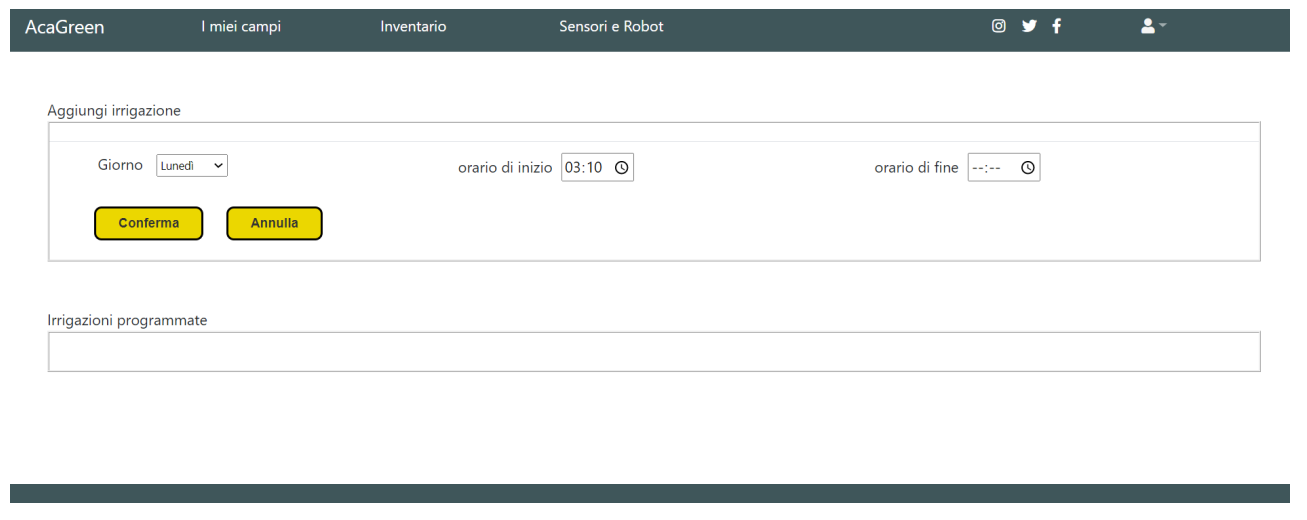 AcaGreen I miei campi Inventario Sensori e Robot
Aggiungi irrigazione
Giorno Lunedì orario di inizio 03:10 orario di fine --:--
Conferma Annulla
Irrigazioni programmate